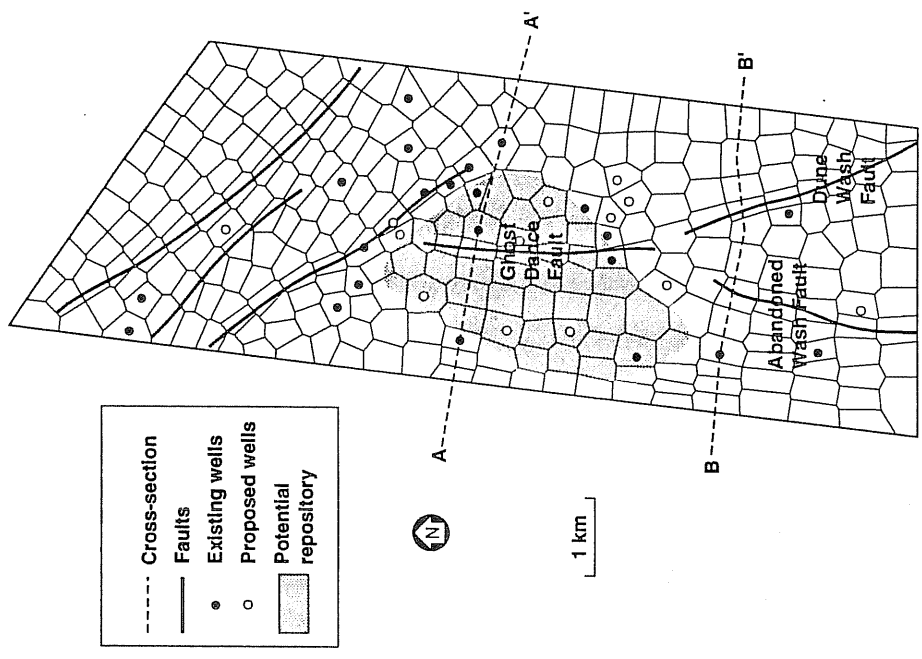 Cross-section
Faults
Existing wells
Proposed wells
Potential
repository
N
1 km
A
A'
B
B'
Ghost
Dance
Fault
Abandoned
Wash Fault
Dune
Wash
Fault